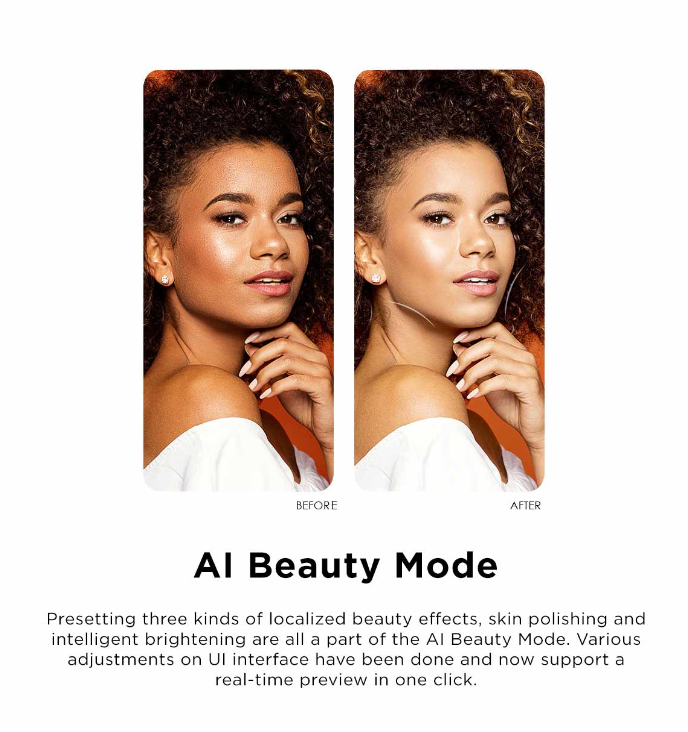 BEFORE
AFTER
AI Beauty Mode
Presetting three kinds of localized beauty effects, skin polishing and
intelligent brightening are all a part of the AI Beauty Mode. Various
adjustments on UI interface have been done and now support a
real-time preview in one click.